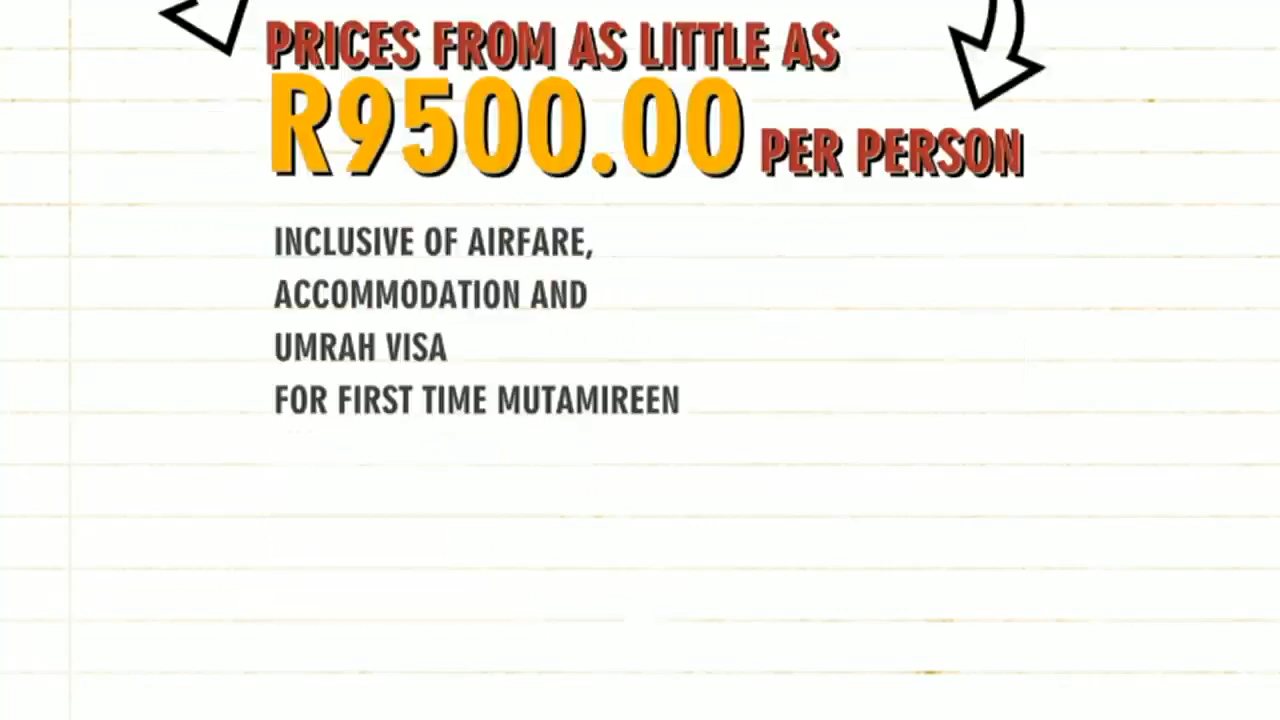 PRICES FROM AS LITTLE AS
R9500.00 PER PERSON
INCLUSIVE OF AIRFARE,
ACCOMMODATION AND
UMRAH VISA
FOR FIRST TIME MUTAMIREEN